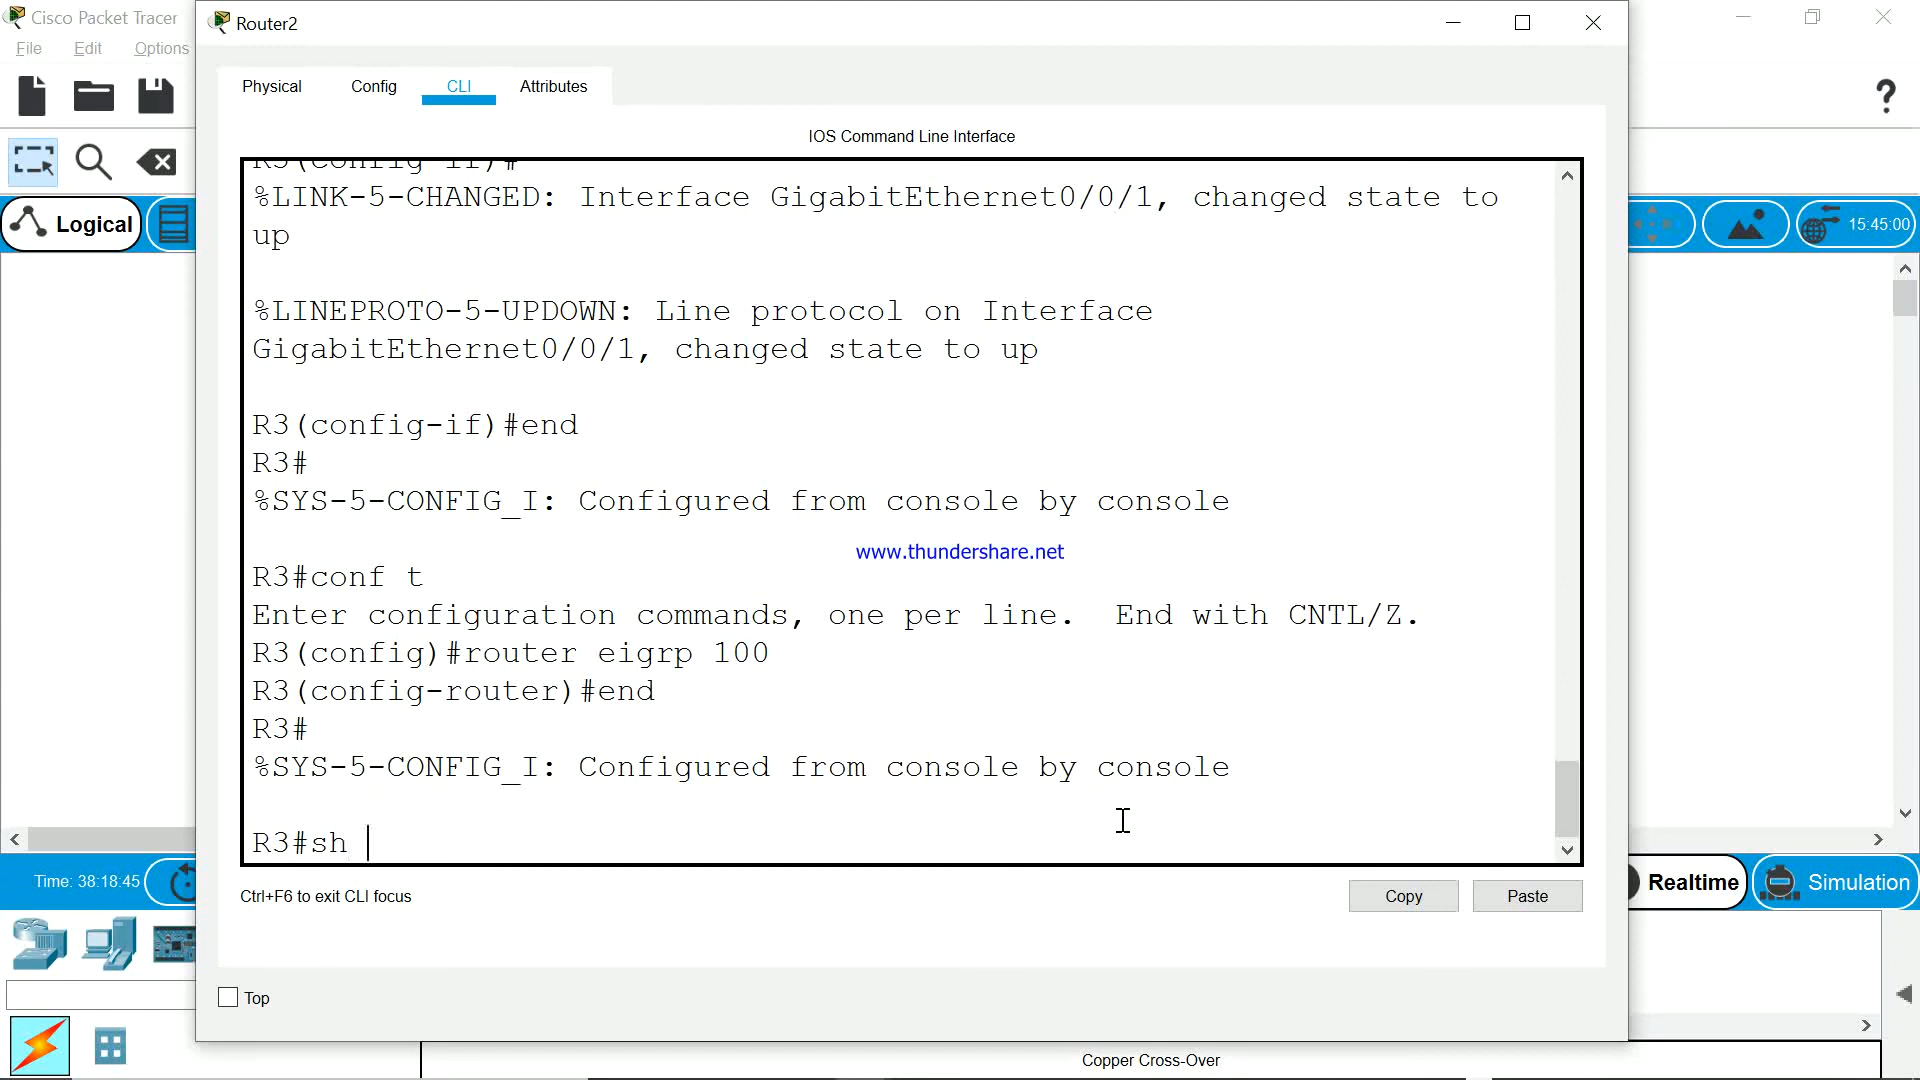 Cisco Packet Tracer
Router2
File Edit Options
Physical Config CLI Attributes
IOS Command Line Interface
Logical
15:45:00
R3(config-if)#
%LINK-5-CHANGED: Interface GigabitEthernet0/0/1, changed state to
up
%LINEPROTO-5-UPDOWN: Line protocol on Interface
GigabitEthernet0/0/1, changed state to up
R3(config-if)#end
R3#
%SYS-5-CONFIG_I: Configured from console by console
www.thundershare.net
R3#conf t
Enter configuration commands, one per line.  End with CNTL/Z.
R3(config)#router eigrp 100
R3(config-router)#end
R3#
%SYS-5-CONFIG_I: Configured from console by console
R3#sh
Time: 38:18:45
Realtime
Simulation
Ctrl+F6 to exit CLI focus
Copy
Paste
Top
Copper Cross-Over